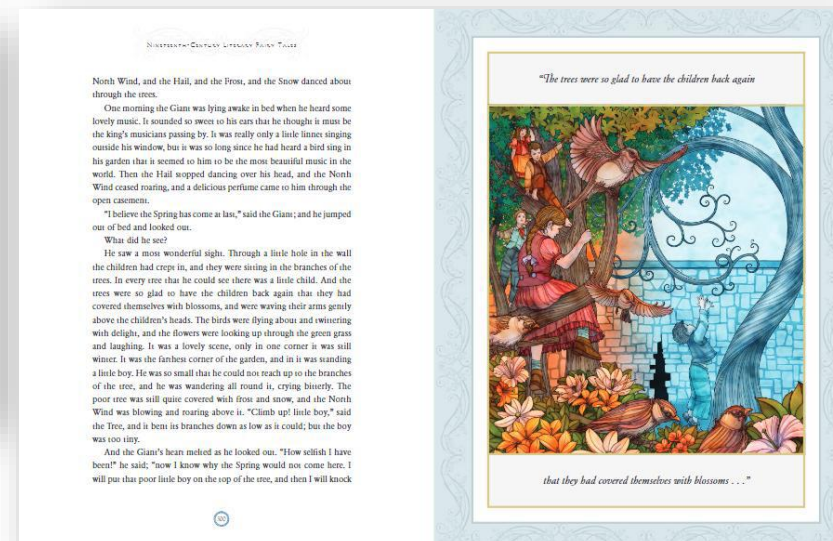 Nineteenth-Century Literary Fairy Tales
North Wind, and the Hail, and the Frost, and the Snow danced about
through the trees.
One morning the Giant was lying awake in bed when he heard some
lovely music. It sounded so sweet to his ears that he thought it must be
the king's musicians passing by. It was really only a little linnet singing
outside his window, but it was so long since he had heard a bird sing in
his garden that it seemed to him to be the most beautiful music in the
world. Then the Hail stopped dancing over his head, and the North
Wind ceased roaring, and a delicious perfume came to him through the
open casement.
"I believe the Spring has come at last," said the Giant; and he jumped
out of bed and looked out.
What did he see?
He saw a most wonderful sight. Through a little hole in the wall
the children had crept in, and they were sitting in the branches of the
trees. In every tree that he could see there was a little child. And the
trees were so glad to have the children back again that they had
covered themselves with blossoms, and were waving their arms gently
above the children's heads. The birds were flying about and twittering
with delight, and the flowers were looking up through the green grass
and laughing. It was a lovely scene, only in one corner it was still
winter. It was the farthest corner of the garden, and in it was standing
a little boy. He was so small that he could not reach up to the branches
of the tree, and he was wandering all round it, crying bitterly. The
poor tree was still quite covered with frost and snow, and the North
Wind was blowing and roaring above it. "Climb up! little boy," said
the Tree, and it bent its branches down as low as it could; but the boy
was too tiny.
And the Giant's heart melted as he looked out. "How selfish I have
been!" he said; "now I know why the Spring would not come here. I
will put that poor little boy on the top of the tree, and then I will knock
"The trees were so glad to have the children back again
that they had covered themselves with blossoms . . ."